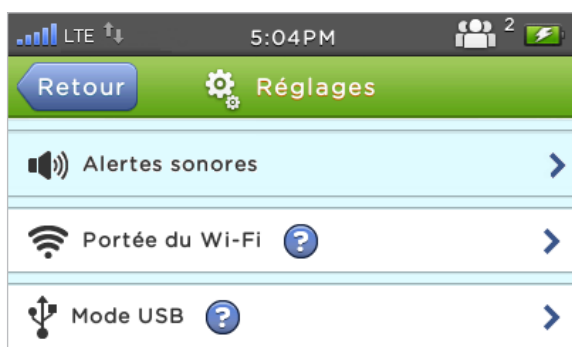 LTE 5:04PM 2
Retour Réglages
Alertes sonores
Portée du Wi-Fi ?
Mode USB ?